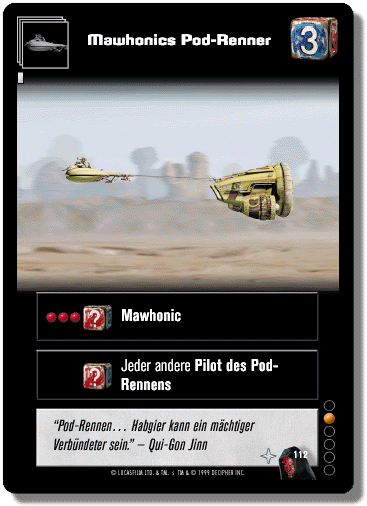 Mawhonics Pod-Renner
3
? Mawhonic
? Jeder andere Pilot des Pod-
Rennens
“Pod-Rennen… Habgier kann ein mächtiger
Verbündeter sein.” – Qui-Gon Jinn
112
© LUCASFILM LTD. & TM. ® TM & © 1999 DECIPHER INC.